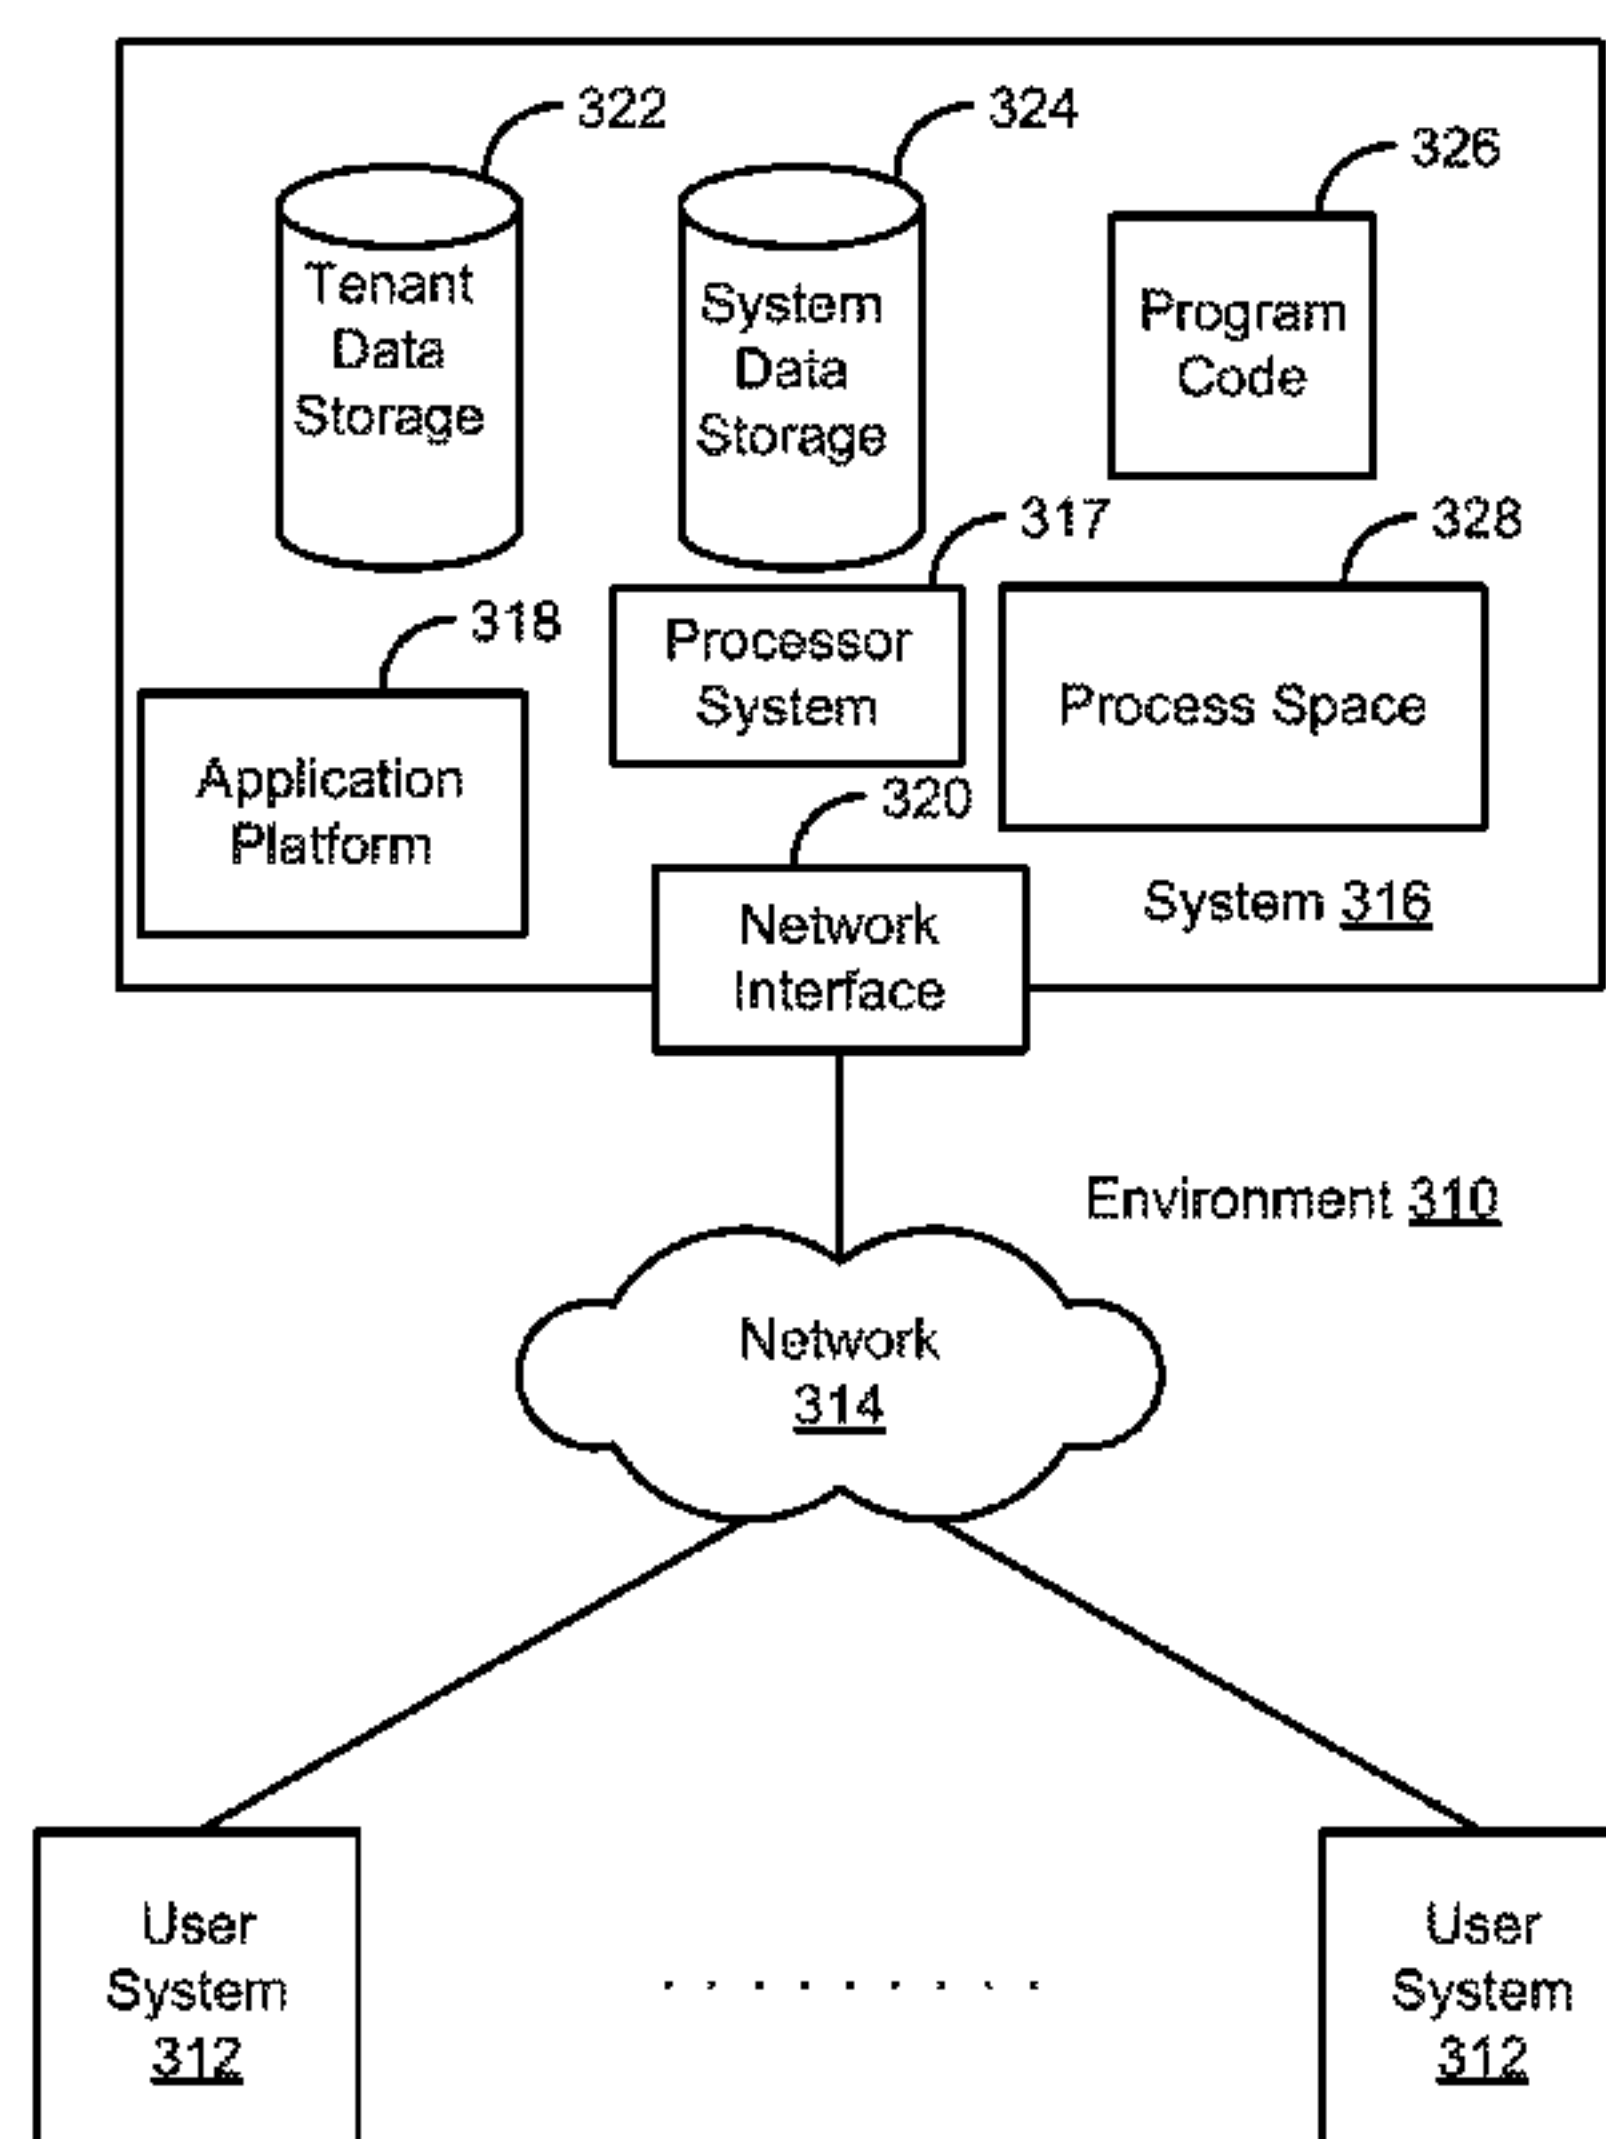 322
324
326
Tenant
Data
Storage
System
Data
Storage
Program
Code
317
328
318
Processor
System
Process Space
Application
Platform
320
Network
Interface
System 316
Environment 310
Network
314
User
System
312
. . . . . . . . .
User
System
312